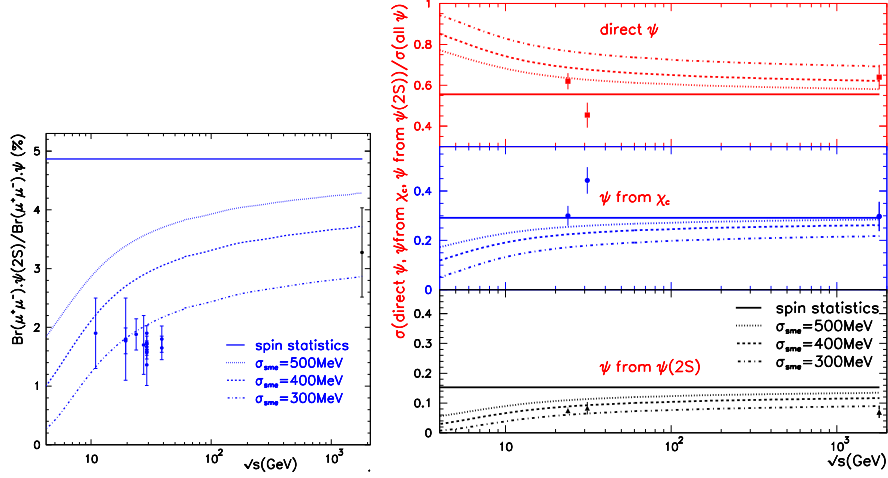 Br(μ⁺μ⁻).ψ(2S)/Br(μ⁺μ⁻).ψ (%)
5
4
3
2
1
0
spin statistics
σsme=500MeV
σsme=400MeV
σsme=300MeV
10
10²
10³
√s(GeV)
σ(direct ψ, ψfrom χc, ψ from ψ(2S))/σ(all ψ)
1
0.8
0.6
0.4
direct ψ
0.4
0.2
0
ψ from χc
0.4
0.3
0.2
0.1
0
ψ from ψ(2S)
spin statistics
σsme=500MeV
σsme=400MeV
σsme=300MeV
10
10²
10³
√s(GeV)